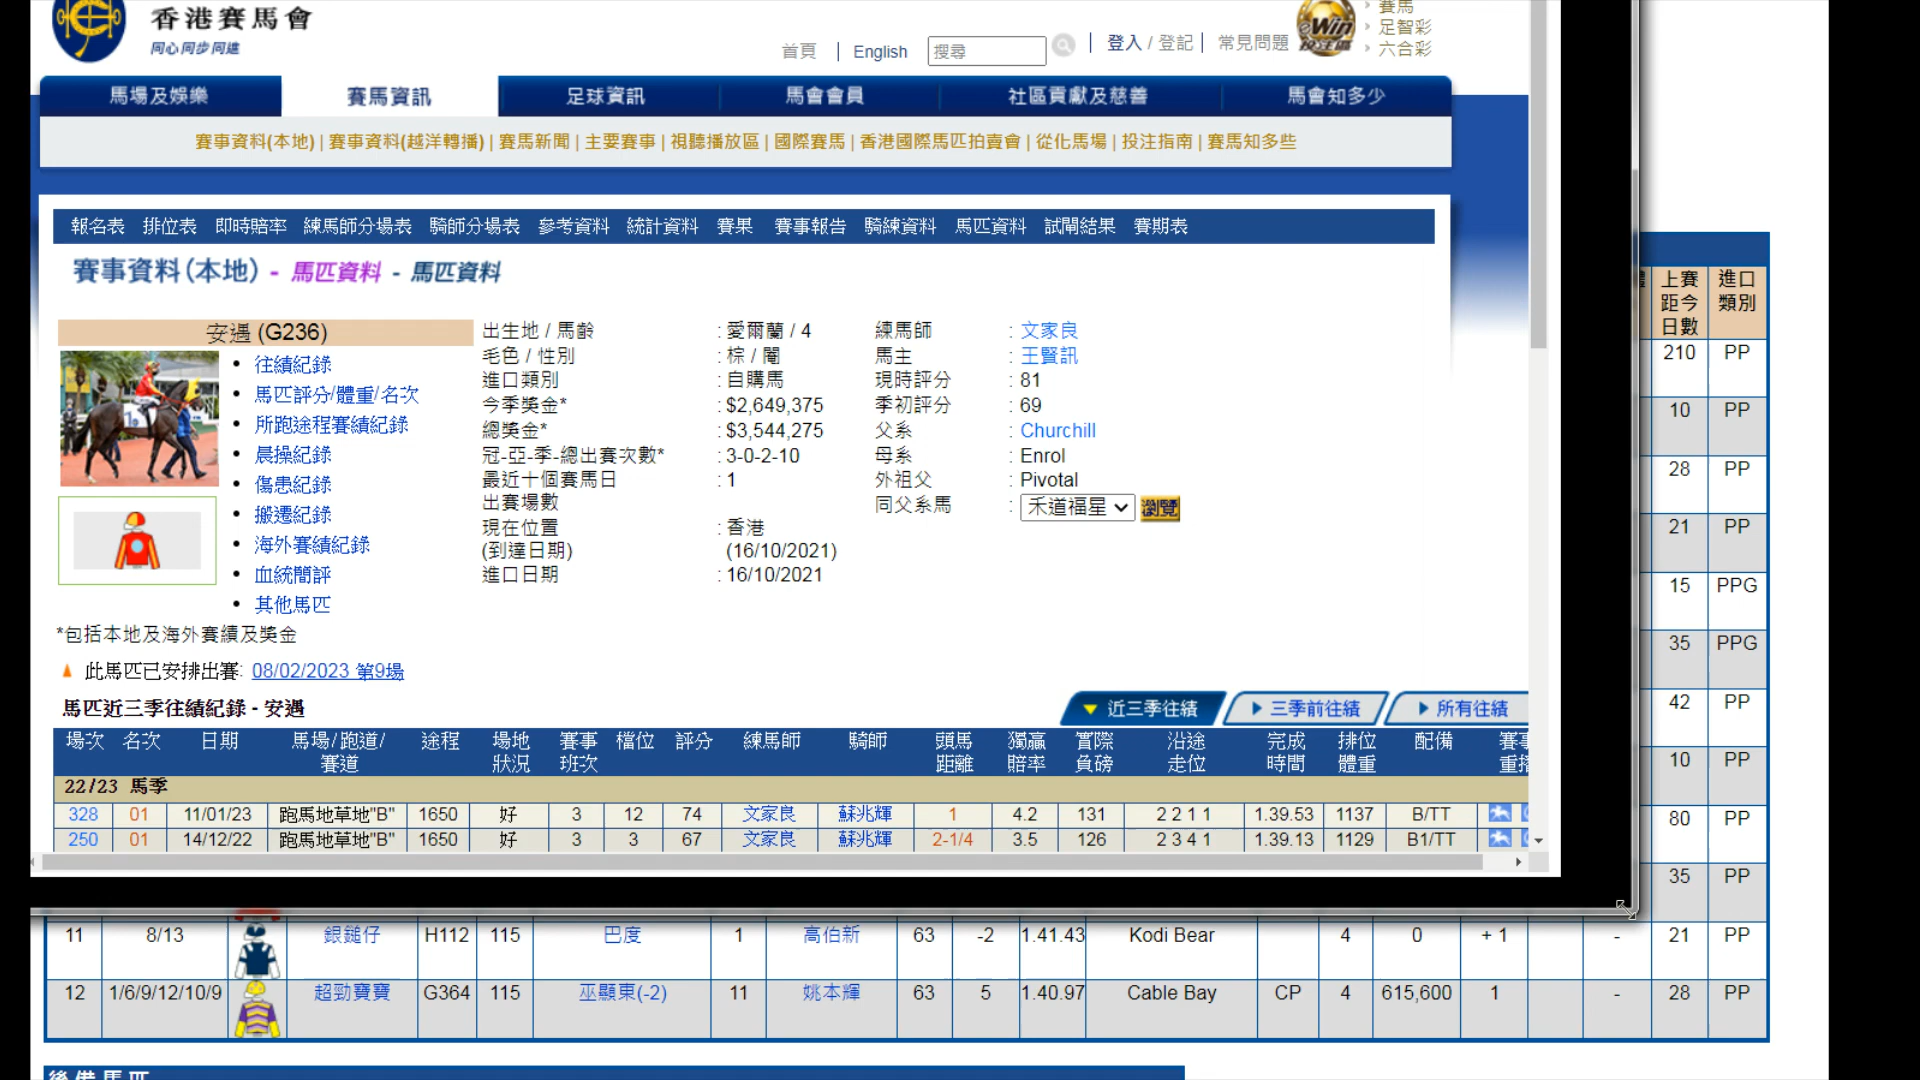 香港賽馬會
同心同步同進
首頁 | English 搜尋 | 登入 / 登記 | 常見問題
eWin 投注區
賽馬
足智彩
六合彩
馬場及娛樂 賽馬資訊 足球資訊 馬會會員 社區貢獻及慈善 馬會知多少
賽事資料(本地) | 賽事資料(越洋轉播) | 賽馬新聞 | 主要賽事 | 視聽播放區 | 國際賽馬 | 香港國際馬匹拍賣會 | 從化馬場 | 投注指南 | 賽馬知多些
報名表 排位表 即時賠率 練馬師分場表 騎師分場表 參考資料 統計資料 賽果 賽事報告 騎練資料 馬匹資料 試閘結果 賽期表
賽事資料(本地) - 馬匹資料 - 馬匹資料
安遇 (G236)
往績紀錄
馬匹評分/體重/名次
所跑途程賽績紀錄
晨操紀錄
傷患紀錄
搬遷紀錄
海外賽績紀錄
血統簡評
其他馬匹
出生地 / 馬齡 : 愛爾蘭 / 4
毛色 / 性別 : 棕 / 閹
進口類別 : 自購馬
今季獎金* : $2,649,375
總獎金* : $3,544,275
冠-亞-季-總出賽次數* : 3-0-2-10
最近十個賽馬日 : 1
出賽場數
現在位置 : 香港
(到達日期) (16/10/2021)
進口日期 : 16/10/2021
練馬師 : 文家良
馬主 : 王賢訊
現時評分 : 81
季初評分 : 69
父系 : Churchill
母系 : Enrol
外祖父 : Pivotal
同父系馬 : 禾道福星 瀏覽
*包括本地及海外賽績及獎金
此馬匹已安排出賽: 08/02/2023 第9場
馬匹近三季往績紀錄 - 安遇
近三季往績 三季前往績 所有往績
場次 名次 日期 馬場/跑道/賽道 途程 場地狀況 賽事班次 檔位 評分 練馬師 騎師 頭馬距離 獨贏賠率 實際負磅 沿途走位 完成時間 排位體重 配備
22/23 馬季
328 01 11/01/23 跑馬地草地"B" 1650 好 3 12 74 文家良 蘇兆輝 1 4.2 131 2 2 1 1 1.39.53 1137 B/TT
250 01 14/12/22 跑馬地草地"B" 1650 好 3 3 67 文家良 蘇兆輝 2-1/4 3.5 126 2 3 4 1 1.39.13 1129 B1/TT
上賽距今日數 進口類別
210 PP
10 PP
28 PP
21 PP
15 PPG
35 PPG
42 PP
10 PP
80 PP
35 PP
11 8/13 銀鎚仔 H112 115 巴度 1 高伯新 63 -2 1.41.43 Kodi Bear 4 0 + 1 - 21 PP
12 1/6/9/12/10/9 超勁寶寶 G364 115 巫顯東(-2) 11 姚本輝 63 5 1.40.97 Cable Bay CP 4 615,600 1 - 28 PP
後備馬匹